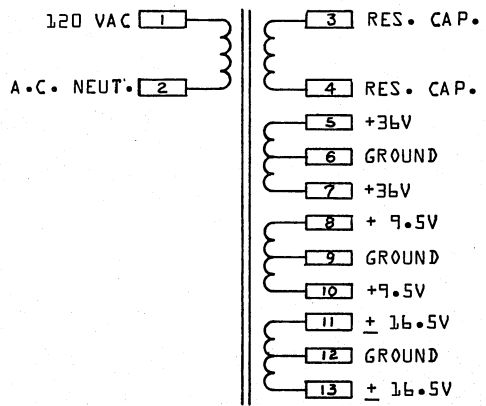 120 VAC 1
A.C. NEUT. 2
3 RES. CAP.
4 RES. CAP.
5 +36V
6 GROUND
7 +36V
8 + 9.5V
9 GROUND
10 +9.5V
11 ± 16.5V
12 GROUND
13 ± 16.5V